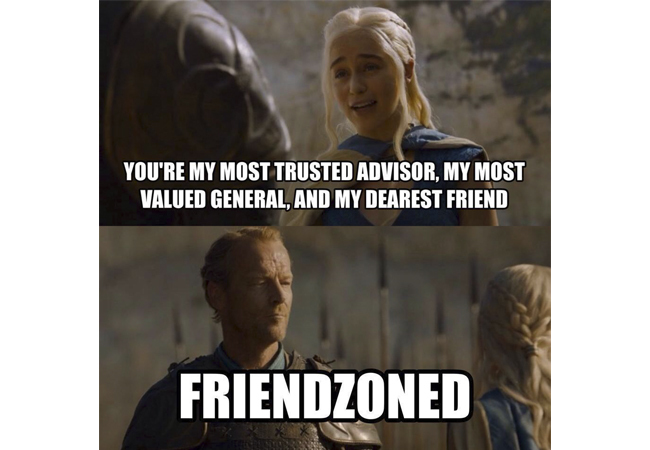 YOU'RE MY MOST TRUSTED ADVISOR, MY MOST
VALUED GENERAL, AND MY DEAREST FRIEND
FRIENDZONED